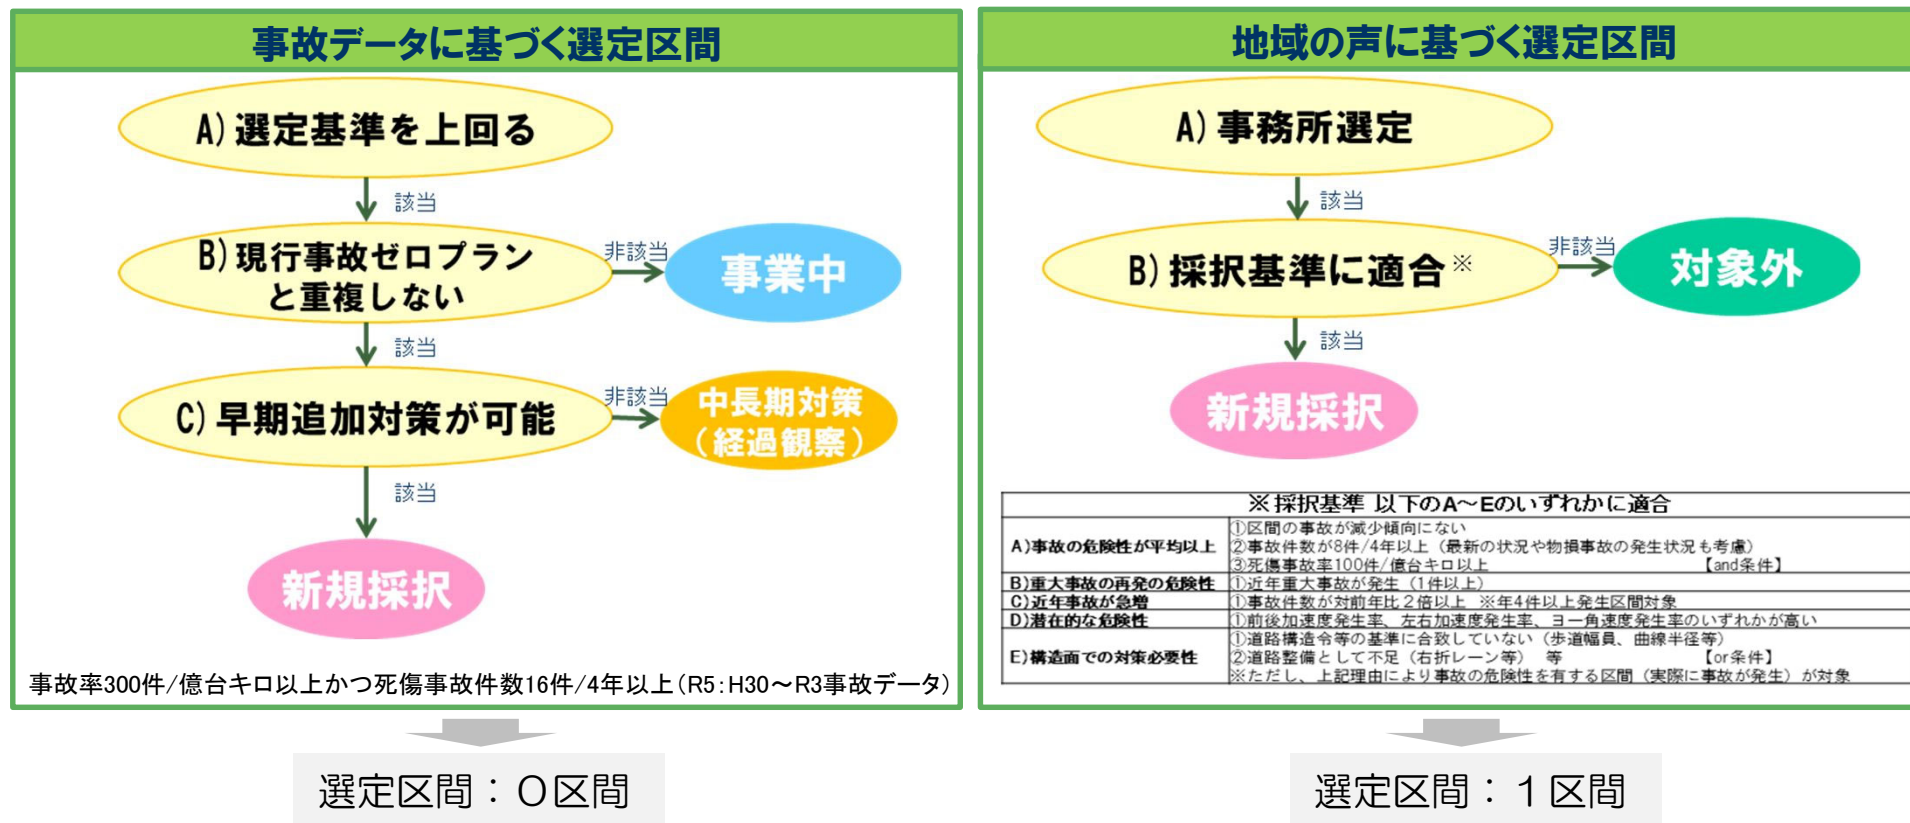 事故データに基づく選定区間
A)選定基準を上回る
該当
B)現行事故ゼロプラン
と重複しない
非該当
事業中
該当
C)早期追加対策が可能
非該当
中長期対策
(経過観察)
該当
新規採択
事故率300件/億台キロ以上かつ死傷事故件数16件/4年以上(R5:H30～R3事故データ)
選定区間：０区間
地域の声に基づく選定区間
A)事務所選定
該当
B)採択基準に適合※
非該当
対象外
該当
新規採択
※採択基準 以下のA～Eのいずれかに適合
A)事故の危険性が平均以上
①区間の事故が減少傾向にない
②事故件数が8件/4年以上（最新の状況や物損事故の発生状況も考慮）
③死傷事故率100件/億台キロ以上 【and条件】
B)重大事故の再発の危険性 ①近年重大事故が発生（1件以上）
C)近年事故が急増 ①事故件数が対前年比２倍以上 ※年4件以上発生区間対象
D)潜在的な危険性 ①前後加速度発生率、左右加速度発生率、ヨー角速度発生率のいずれかが高い
E)構造面での対策必要性
①道路構造令等の基準に合致していない（歩道幅員、曲線半径等）
②道路整備として不足（右折レーン等） 等 【or条件】
※ただし、上記理由により事故の危険性を有する区間（実際に事故が発生）が対象
選定区間：１区間